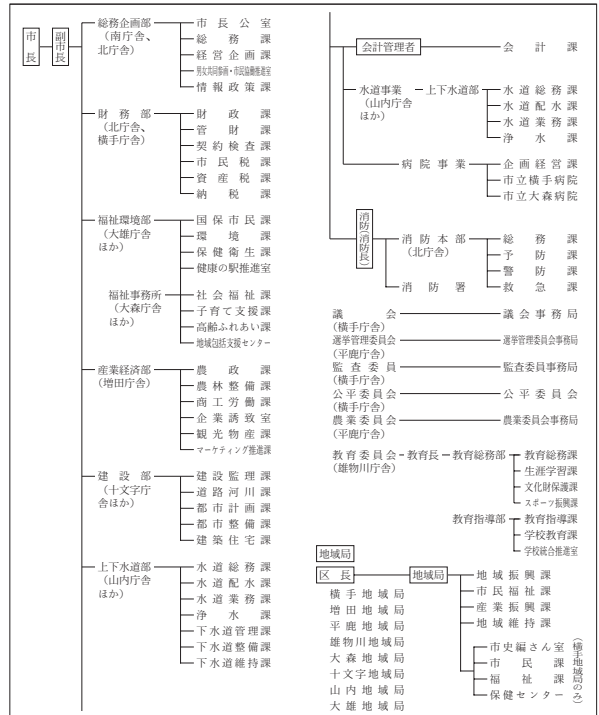 市長
副市長
総務企画部
(南庁舎、
北庁舎)
市長公室
総務課
経営企画課
男女共同参画・市民協働推進室
情報政策課
財務部
(北庁舎、
横手庁舎)
財政課
管財課
契約検査課
市民税課
資産税課
納税課
福祉環境部
(大雄庁舎
ほか)
国保市民課
環境課
保健衛生課
健康の駅推進室
福祉事務所
(大森庁舎
ほか)
社会福祉課
子育て支援課
高齢ふれあい課
地域包括支援センター
産業経済部
(増田庁舎)
農政課
農林整備課
商工労働課
企業誘致室
観光物産課
マーケティング推進課
建設部
(十文字庁
舎ほか)
建設監理課
道路河川課
都市計画課
都市整備課
建築住宅課
上下水道部
(山内庁舎
ほか)
水道総務課
水道配水課
水道業務課
浄水課
下水道管理課
下水道整備課
下水道維持課
会計管理者
会計課
水道事業
(山内庁舎
ほか)
上下水道部
水道総務課
水道配水課
水道業務課
浄水課
病院事業
企画経営課
市立横手病院
市立大森病院
消防(消防長)
消防本部
(北庁舎)
総務課
予防課
警防課
消防署
救急課
議会
(横手庁舎)
議会事務局
選挙管理委員会
(平鹿庁舎)
選挙管理委員会事務局
監査委員
(横手庁舎)
監査委員事務局
公平委員会
(横手庁舎)
公平委員会
農業委員会
(平鹿庁舎)
農業委員会事務局
教育委員会
(雄物川庁舎)
教育長
教育総務部
教育総務課
生涯学習課
文化財保護課
スポーツ振興課
教育指導部
教育指導課
学校教育課
学校統合推進室
地域局
区長
地域局
横手地域局
増田地域局
平鹿地域局
雄物川地域局
大森地域局
十文字地域局
山内地域局
大雄地域局
地域振興課
市民福祉課
産業振興課
地域維持課
市史編さん室
市民課
福祉課
保健センター
(横手地域局のみ)